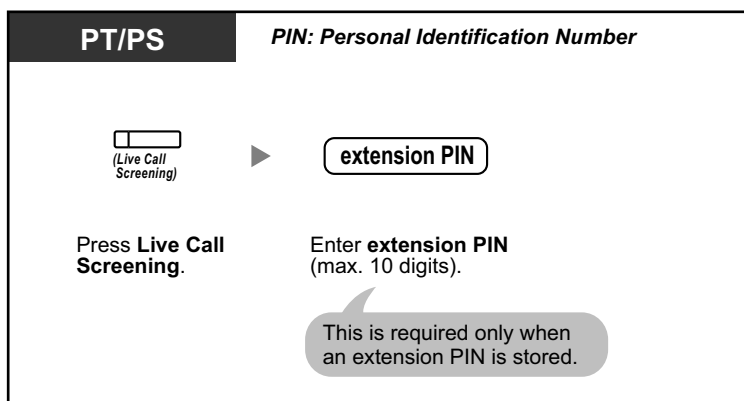 PT/PS
PIN: Personal Identification Number
(Live Call
Screening)
extension PIN
Press Live Call
Screening.
Enter extension PIN
(max. 10 digits).
This is required only when
an extension PIN is stored.